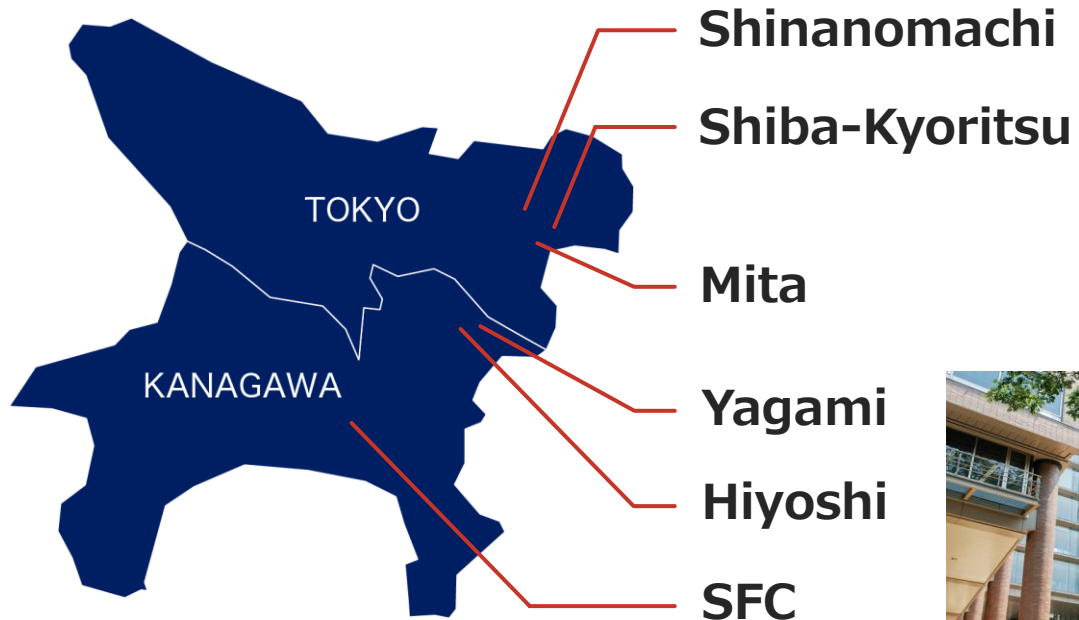 Shinanomachi
Shiba-Kyoritsu
TOKYO
Mita
KANAGAWA
Yagami
Hiyoshi
SFC